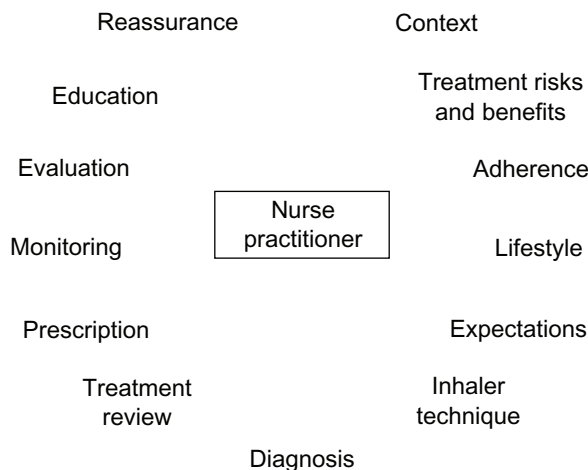 Reassurance
Context
Education
Treatment risks
and benefits
Evaluation
Adherence
Nurse
practitioner
Monitoring
Lifestyle
Prescription
Expectations
Treatment
review
Inhaler
technique
Diagnosis